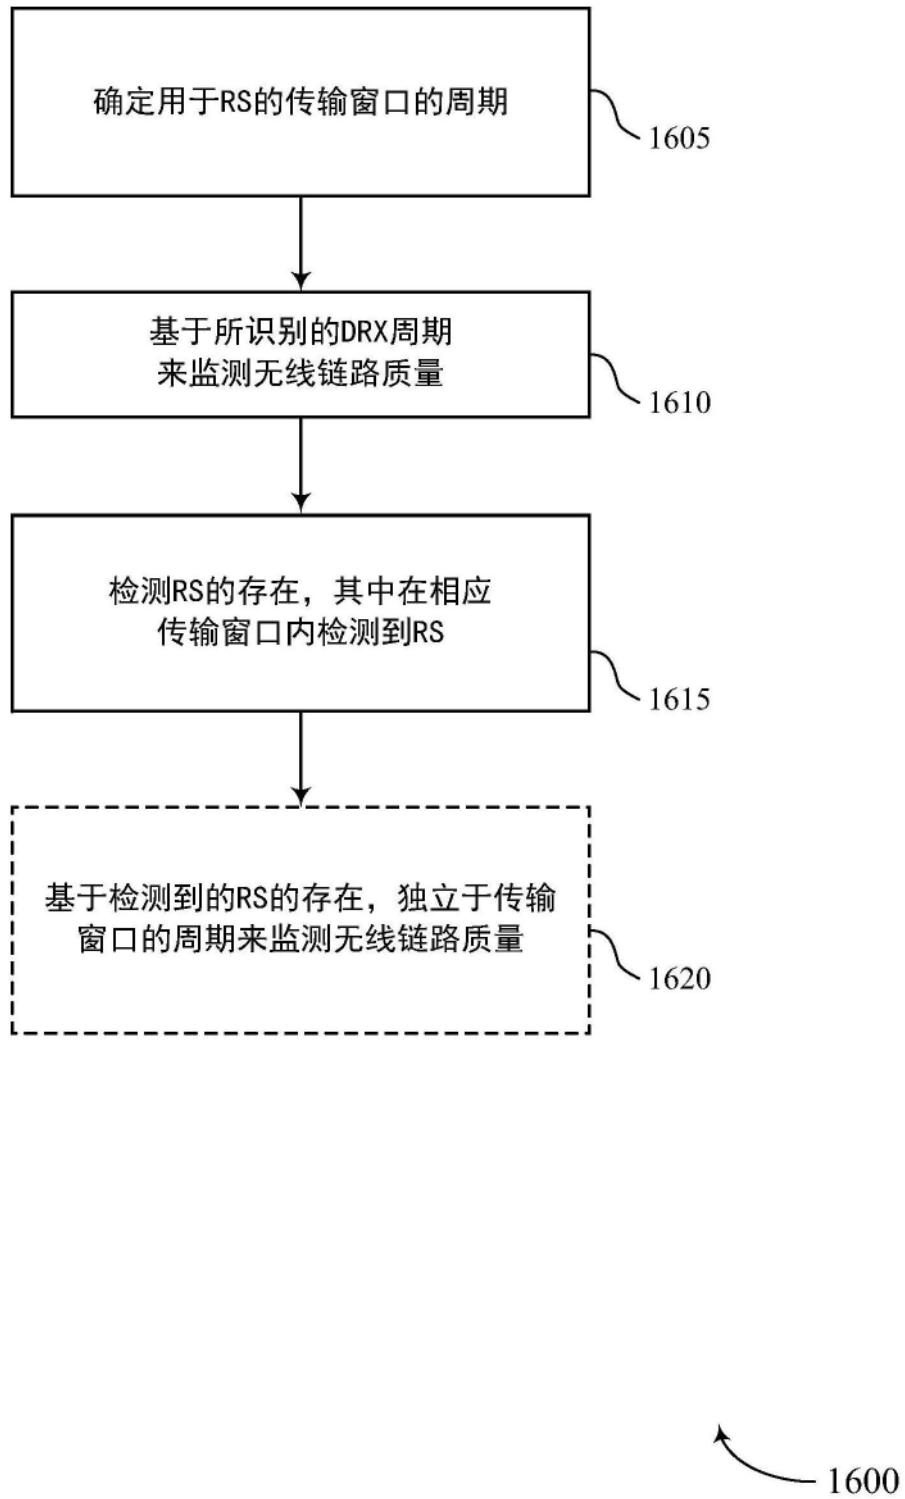 确定用于RS的传输窗口的周期
1605
基于所识别的DRX周期
来监测无线链路质量
1610
检测RS的存在，其中在相应
传输窗口内检测到RS
1615
基于检测到的RS的存在，独立于传输
窗口的周期来监测无线链路质量
1620
1600